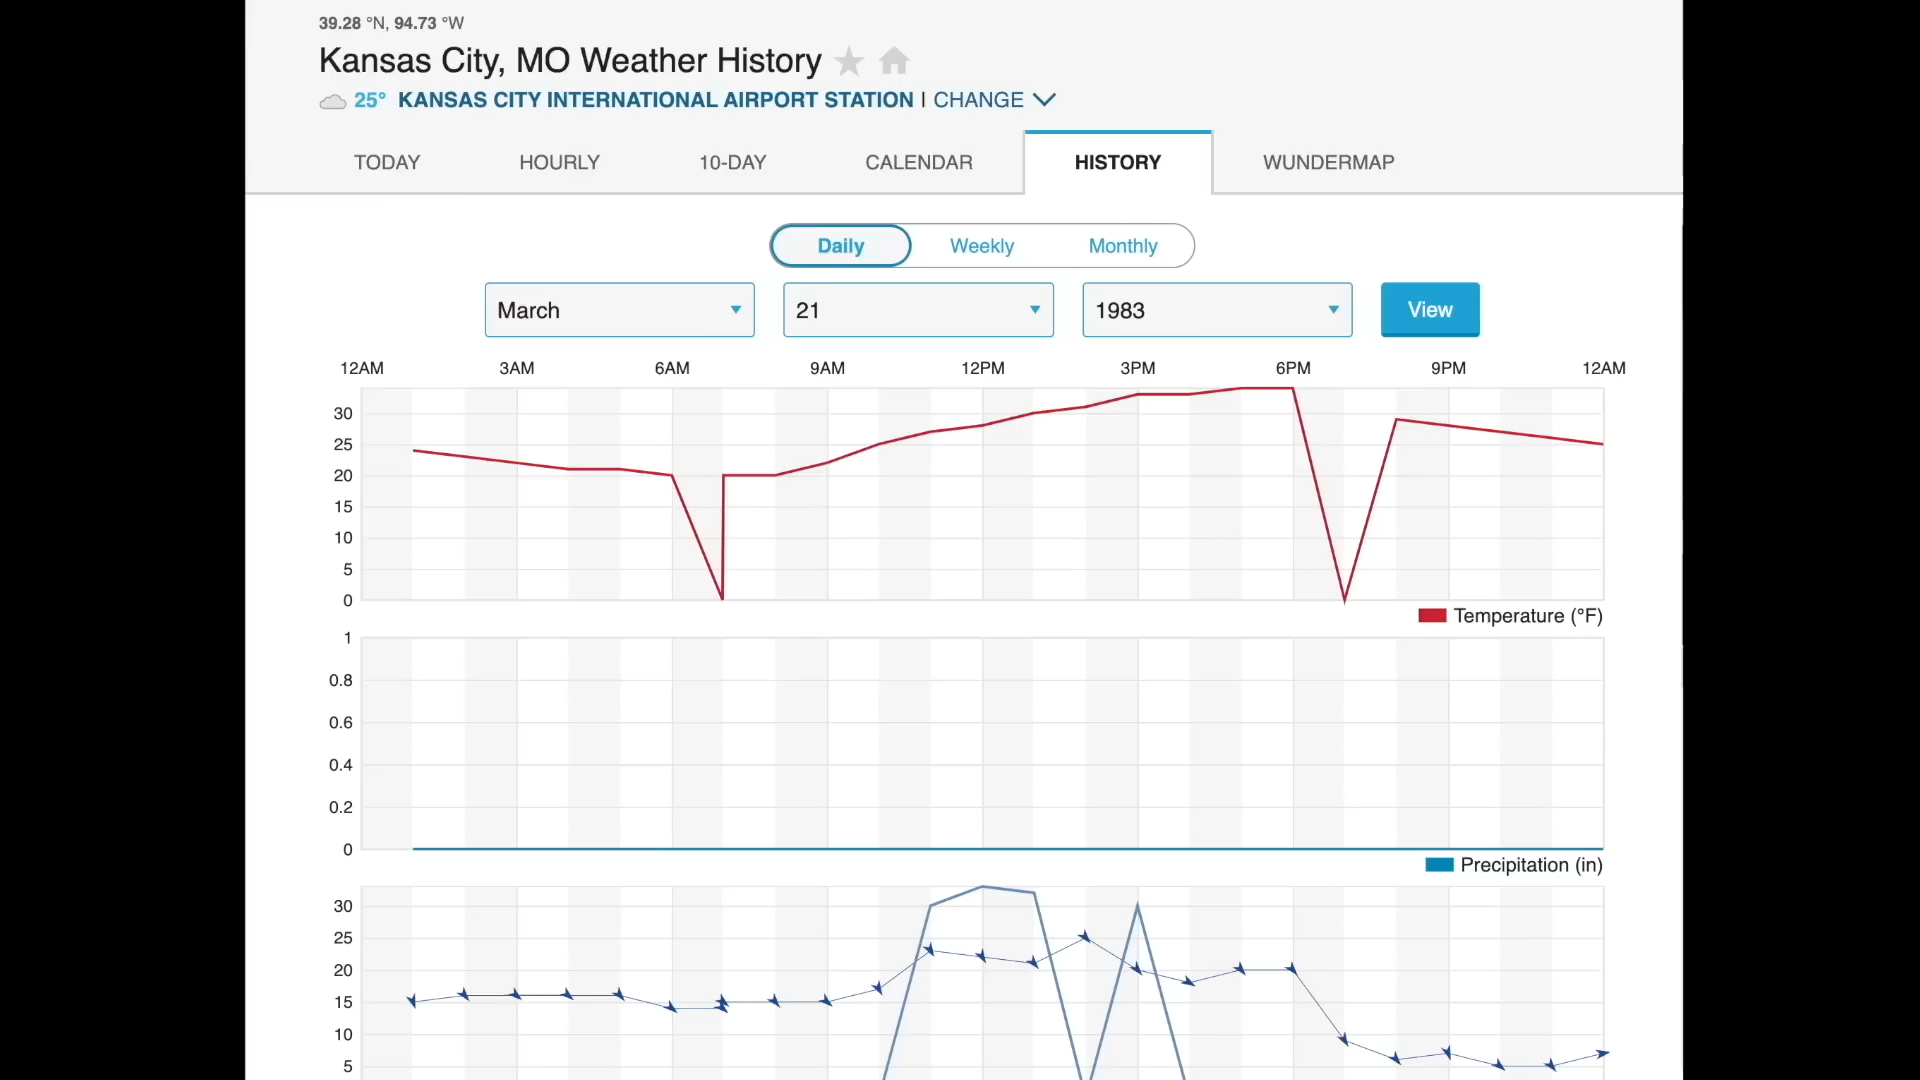 39.28 °N, 94.73 °W
Kansas City, MO Weather History
25° KANSAS CITY INTERNATIONAL AIRPORT STATION | CHANGE
TODAY HOURLY 10-DAY CALENDAR HISTORY WUNDERMAP
Daily Weekly Monthly
March 21 1983 View
12AM 3AM 6AM 9AM 12PM 3PM 6PM 9PM 12AM
30
25
20
15
10
5
0
Temperature (°F)
1
0.8
0.6
0.4
0.2
0
Precipitation (in)
30
25
20
15
10
5